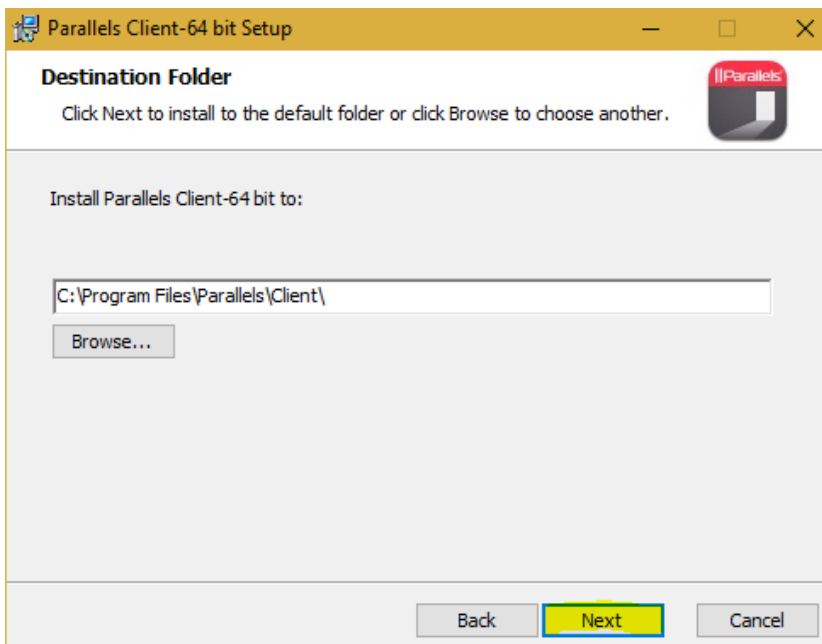 Parallels Client-64 bit Setup
Destination Folder
||Parallels
Click Next to install to the default folder or click Browse to choose another.
Install Parallels Client-64 bit to:
C:\Program Files\Parallels\Client\
Browse...
Back Next Cancel